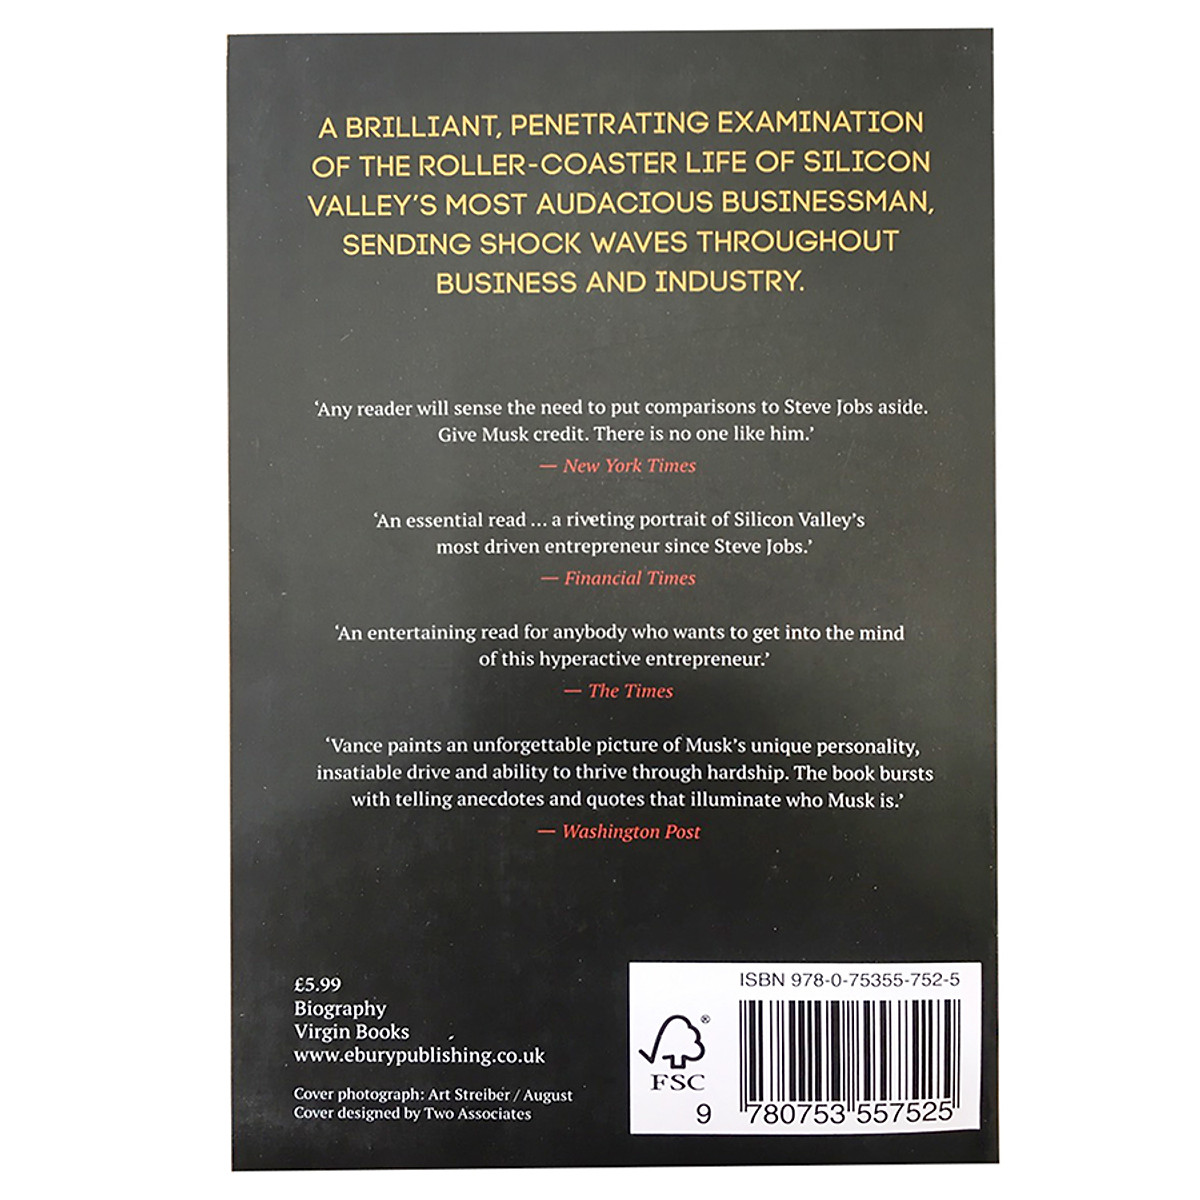 A BRILLIANT, PENETRATING EXAMINATION
OF THE ROLLER-COASTER LIFE OF SILICON
VALLEY'S MOST AUDACIOUS BUSINESSMAN,
SENDING SHOCK WAVES THROUGHOUT
BUSINESS AND INDUSTRY.
‘Any reader will sense the need to put comparisons to Steve Jobs aside.
Give Musk credit. There is no one like him.’
— New York Times
‘An essential read ... a riveting portrait of Silicon Valley’s
most driven entrepreneur since Steve Jobs.’
— Financial Times
‘An entertaining read for anybody who wants to get into the mind
of this hyperactive entrepreneur.’
— The Times
‘Vance paints an unforgettable picture of Musk’s unique personality,
insatiable drive and ability to thrive through hardship. The book bursts
with telling anecdotes and quotes that illuminate who Musk is.’
— Washington Post
£5.99
Biography
Virgin Books
www.eburypublishing.co.uk
Cover photograph: Art Streiber / August
Cover designed by Two Associates
ISBN 978-0-75355-752-5
®
FSC
9 780753 557525